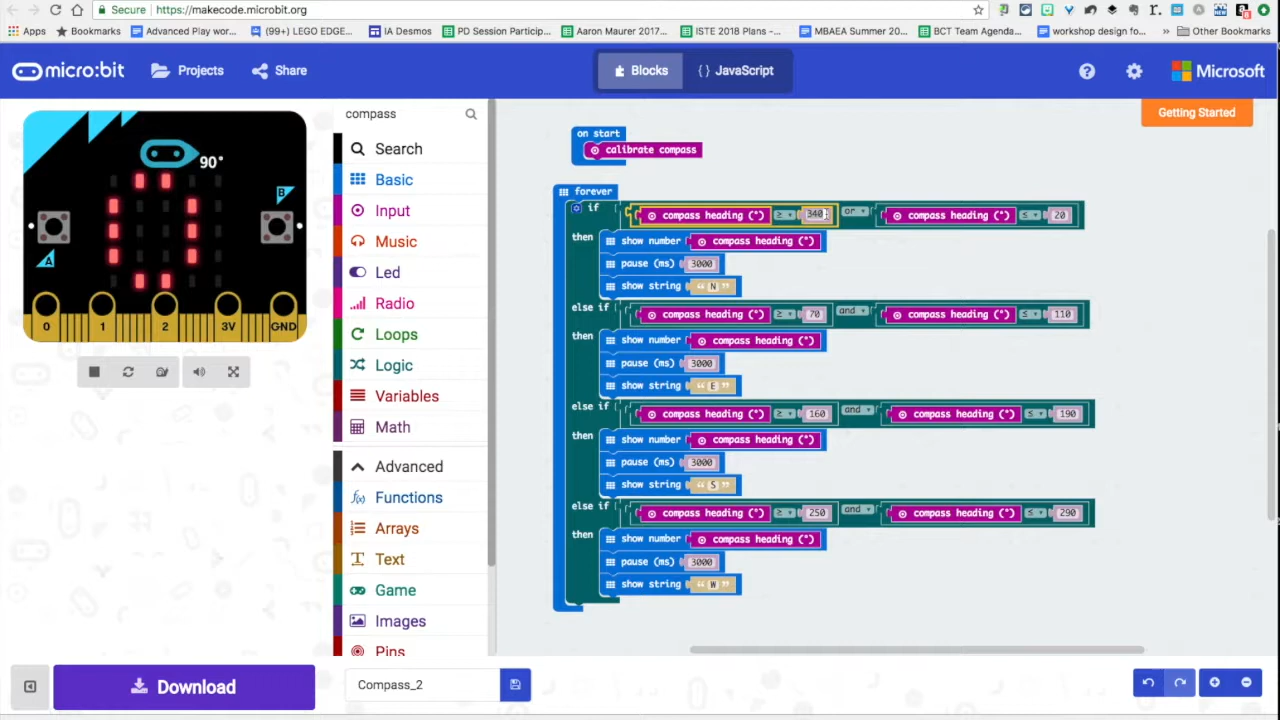 Secure https://makecode.microbit.org
Apps Bookmarks Advanced Play wor... (99+) LEGO EDGE... IA Desmos PD Session Particip... Aaron Maurer 2017... ISTE 2018 Plans -... MBAEA Summer 20... BCT Team Agenda... workshop design fo... » Other Bookmarks
micro:bit Projects Share Blocks {} JavaScript ? Microsoft
Getting Started
90°
B
A
0 1 2 3V GND
compass
Search
Basic
Input
Music
Led
Radio
Loops
Logic
Variables
Math
Advanced
Functions
Arrays
Text
Game
Images
Pins
on start
calibrate compass
forever
if compass heading (°) ≥ 340 or compass heading (°) ≤ 20
then show number compass heading (°)
pause (ms) 3000
show string “ N ”
else if compass heading (°) ≥ 70 and compass heading (°) ≤ 110
then show number compass heading (°)
pause (ms) 3000
show string “ E ”
else if compass heading (°) ≥ 160 and compass heading (°) ≤ 190
then show number compass heading (°)
pause (ms) 3000
show string “ S ”
else if compass heading (°) ≥ 250 and compass heading (°) ≤ 290
then show number compass heading (°)
pause (ms) 3000
show string “ W ”
Download
Compass_2